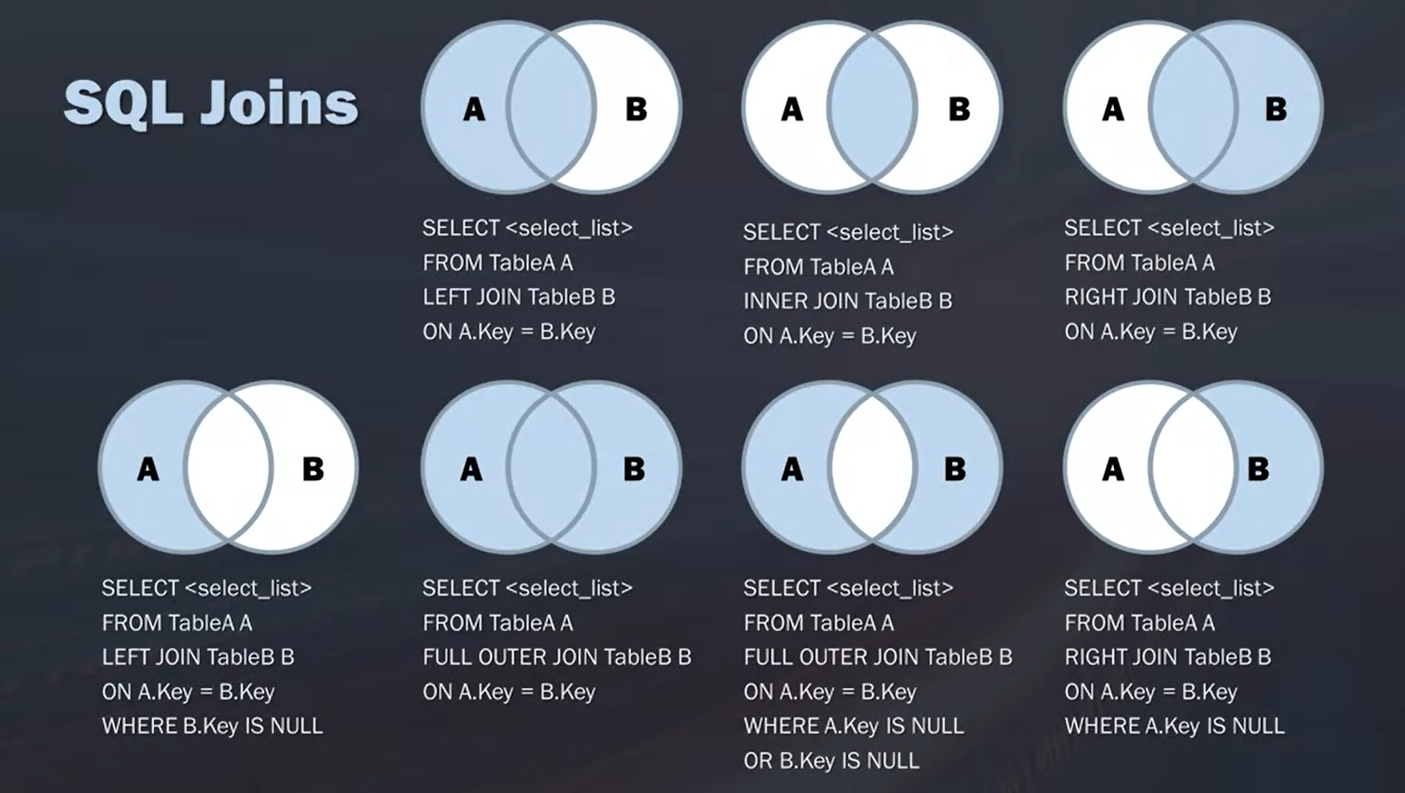 SQL Joins
A B
SELECT <select_list>
FROM TableA A
LEFT JOIN TableB B
ON A.Key = B.Key
A B
SELECT <select_list>
FROM TableA A
INNER JOIN TableB B
ON A.Key = B.Key
A B
SELECT <select_list>
FROM TableA A
RIGHT JOIN TableB B
ON A.Key = B.Key
A B
SELECT <select_list>
FROM TableA A
LEFT JOIN TableB B
ON A.Key = B.Key
WHERE B.Key IS NULL
A B
SELECT <select_list>
FROM TableA A
FULL OUTER JOIN TableB B
ON A.Key = B.Key
A B
SELECT <select_list>
FROM TableA A
FULL OUTER JOIN TableB B
ON A.Key = B.Key
WHERE A.Key IS NULL
OR B.Key IS NULL
A B
SELECT <select_list>
FROM TableA A
RIGHT JOIN TableB B
ON A.Key = B.Key
WHERE A.Key IS NULL